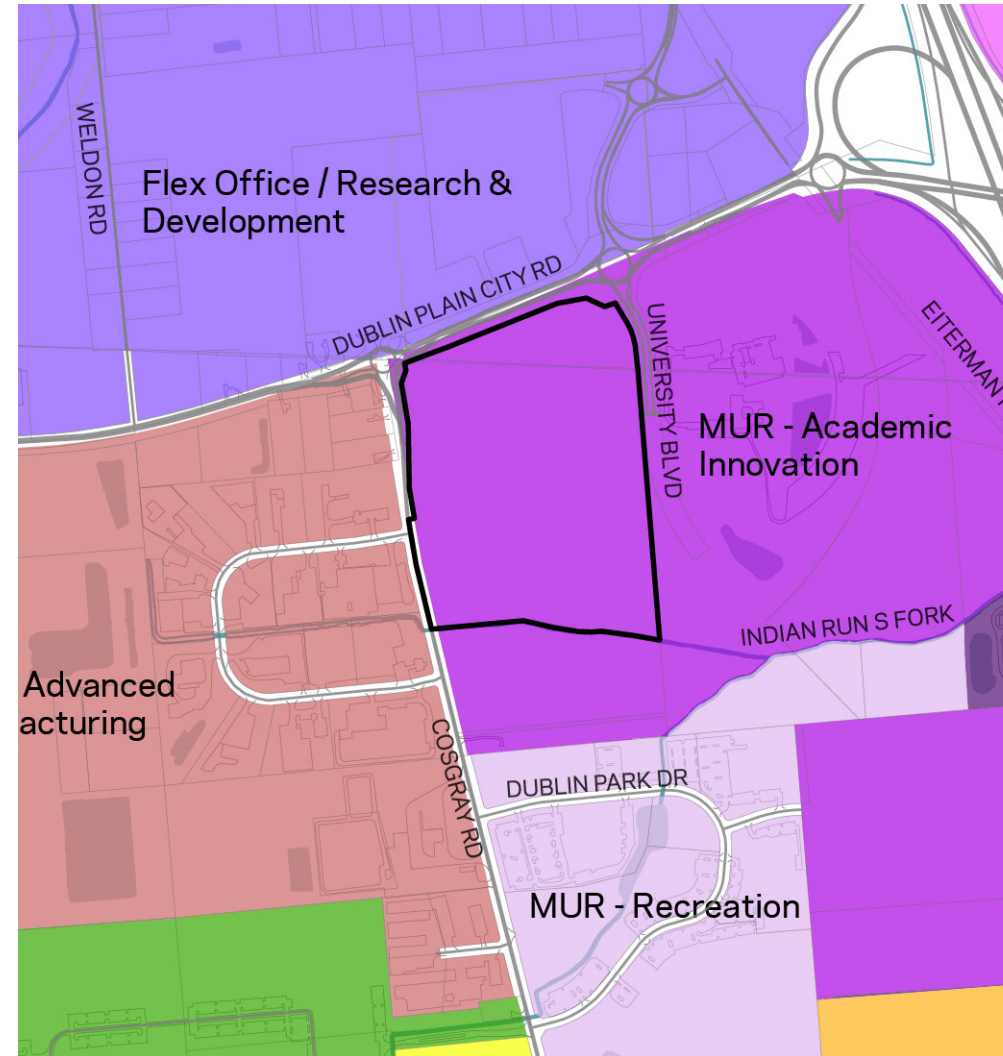 WELDON RD
Flex Office / Research &
Development
DUBLIN PLAIN CITY RD
UNIVERSITY BLVD
EITERMAN
MUR - Academic
Innovation
INDIAN RUN S FORK
Advanced
acturing
COSGRAY RD
DUBLIN PARK DR
MUR - Recreation